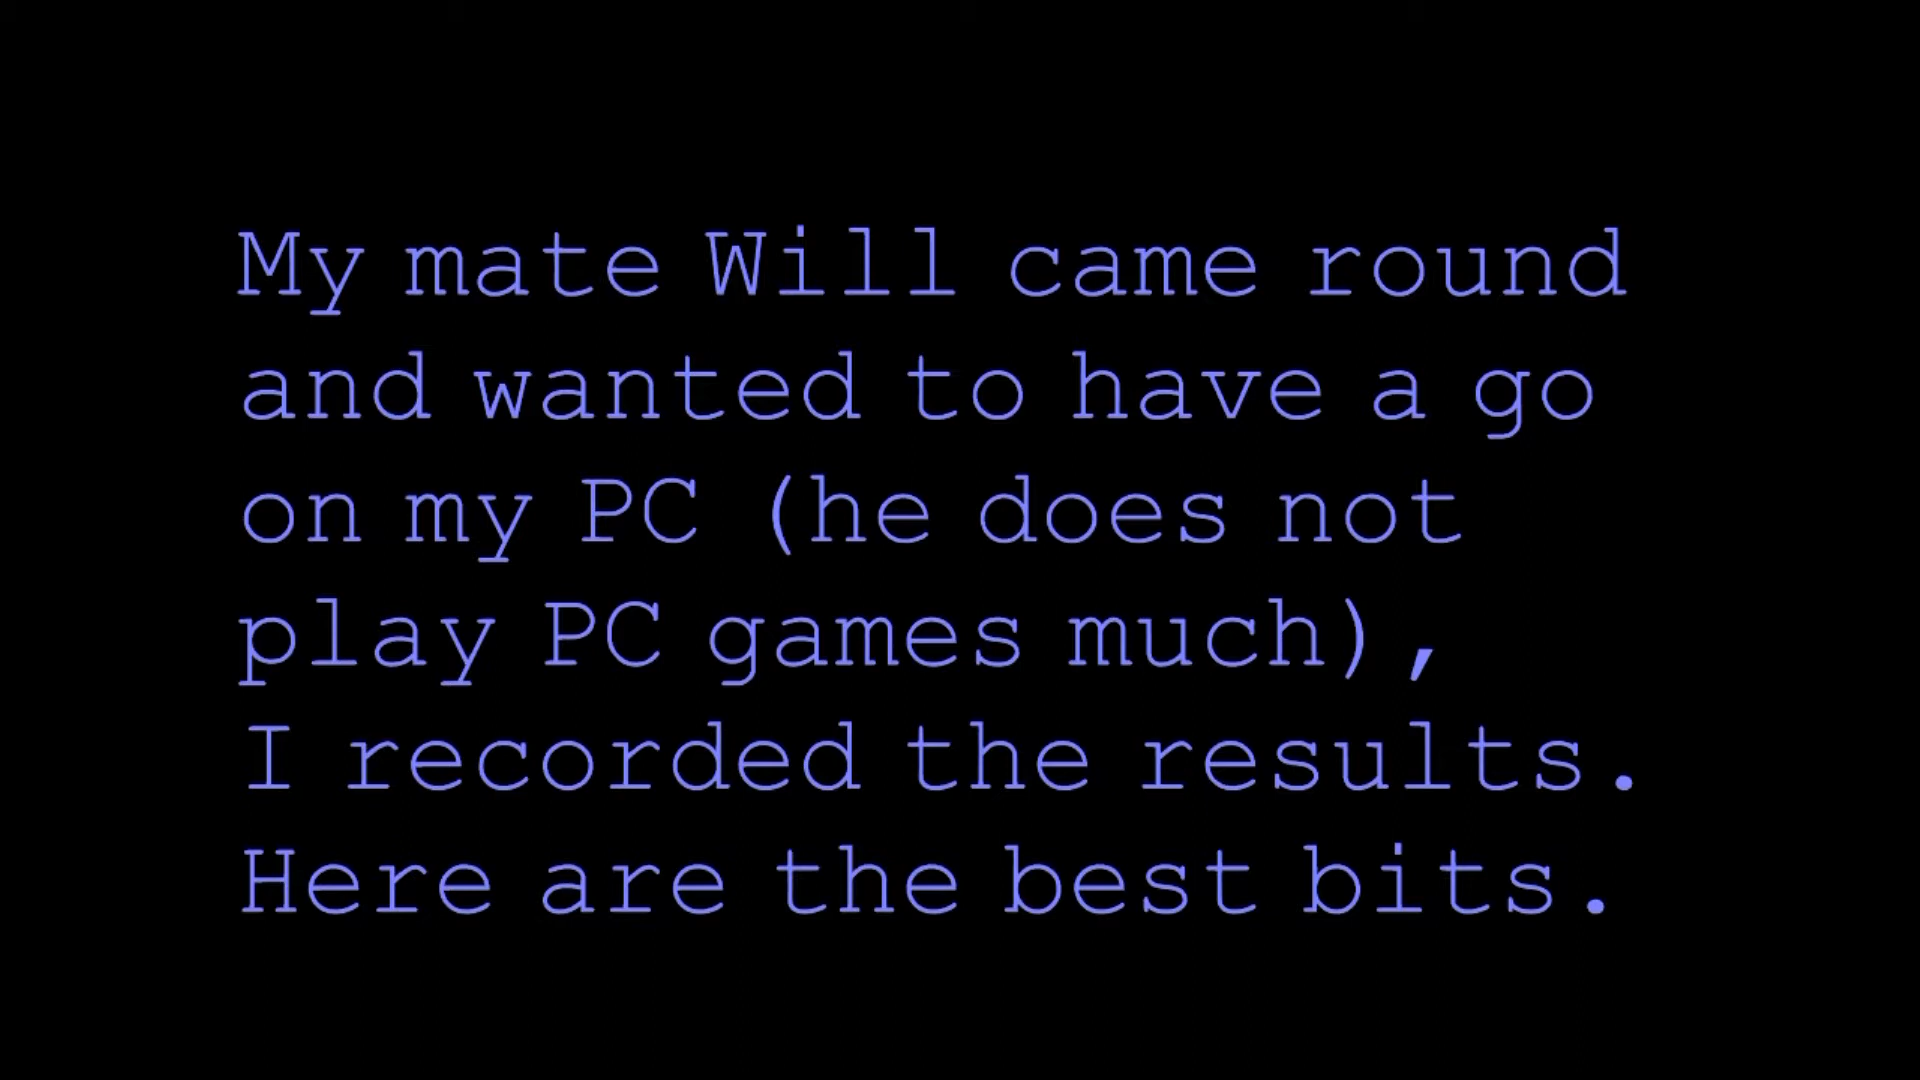 My mate Will came round
and wanted to have a go
on my PC (he does not
play PC games much),
I recorded the results.
Here are the best bits.